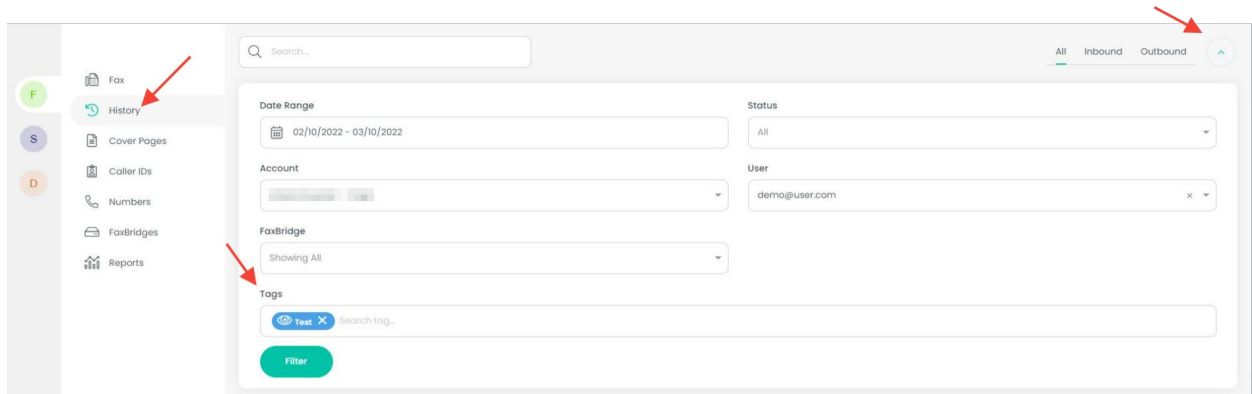 Search...
All Inbound Outbound
F
S
D
Fax
History
Cover Pages
Caller IDs
Numbers
FaxBridges
Reports
Date Range
02/10/2022 - 03/10/2022
Status
All
Account
User
demo@user.com
FaxBridge
Showing All
Tags
Test
Search tag...
Filter